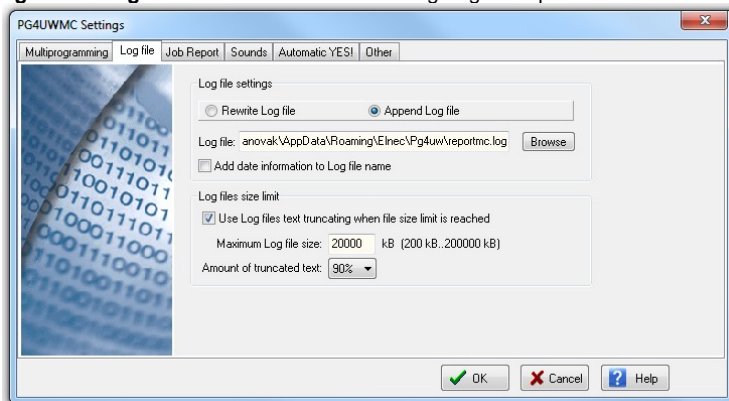 PG4UWMC Settings
Multiprogramming Log file Job Report Sounds Automatic YES! Other
Log file settings
Rewrite Log file Append Log file
Log file: anovak\AppData\Roaming\Elnec\Pg4uw\reportmc.log Browse
Add date information to Log file name
Log files size limit
Use Log files text truncating when file size limit is reached
Maximum Log file size: 20000 kB (200 kB..200000 kB)
Amount of truncated text: 90%
OK Cancel Help